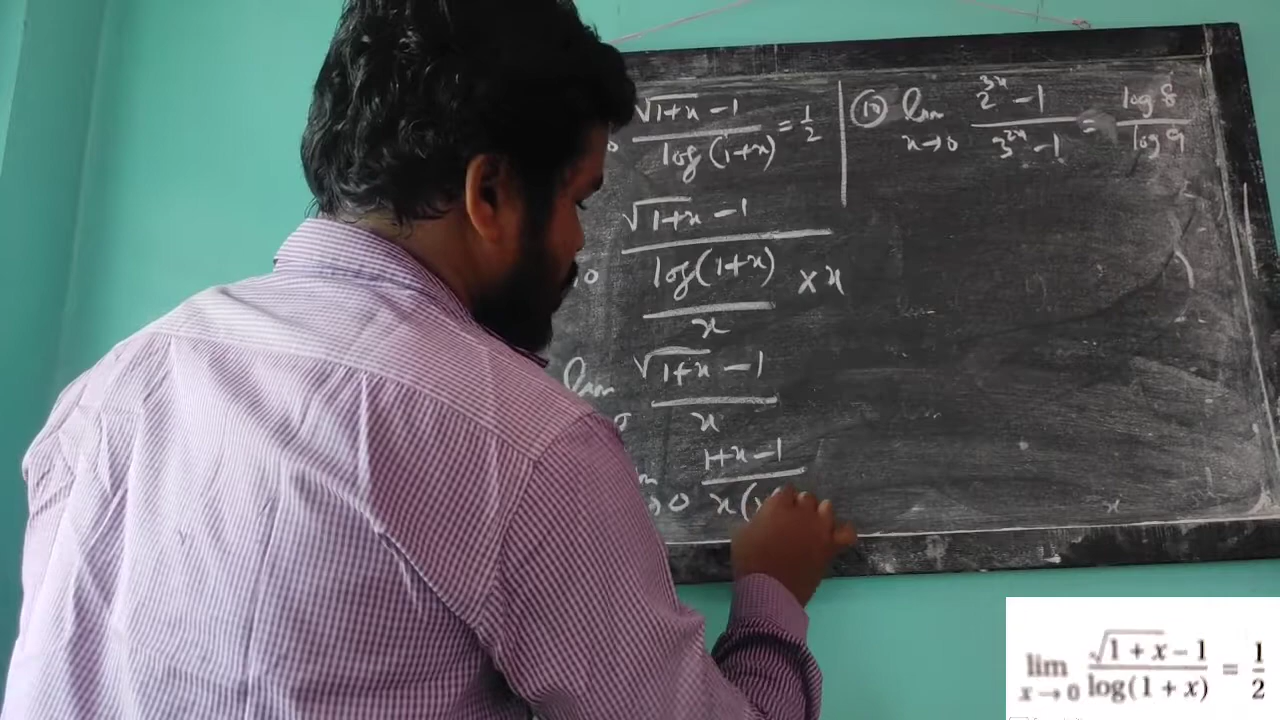 √1+x -1 / log(1+x) = 1/2
(10) lim x→0 2^3x -1 / 3^2x -1 = log 8 / log 9
√1+x -1 / log(1+x) / x × x
lim √1+x -1 / x
1+x-1 / x(
lim x→0 √1+x -1 / log(1+x) = 1/2